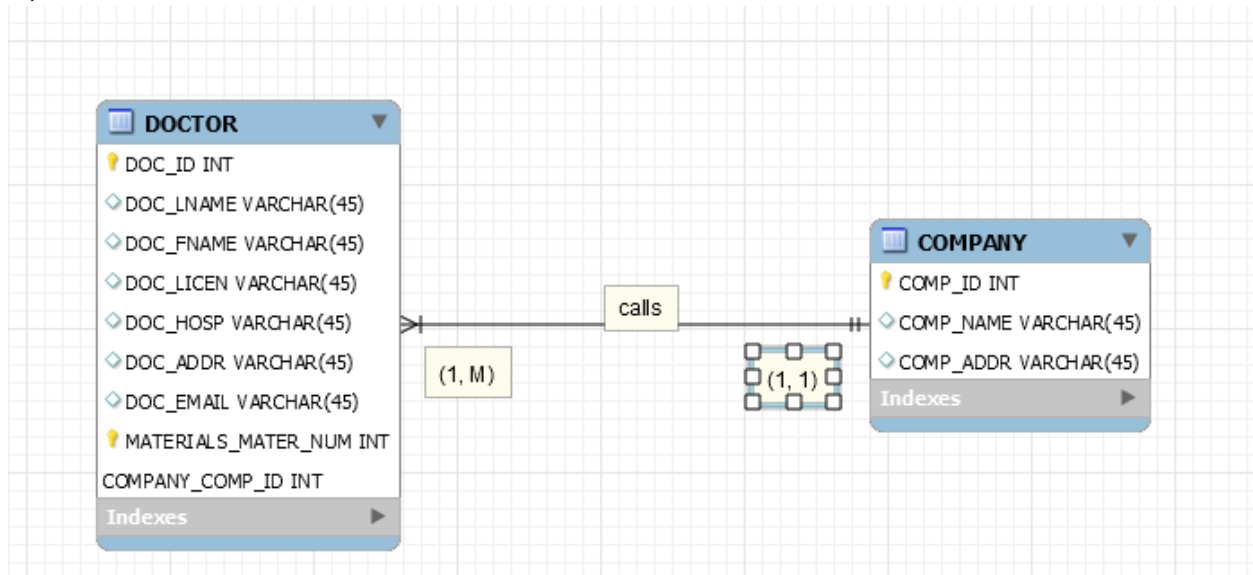 DOCTOR
DOC_ID INT
DOC_LNAME VARCHAR(45)
DOC_FNAME VARCHAR(45)
DOC_LICEN VARCHAR(45)
DOC_HOSP VARCHAR(45)
DOC_ADDR VARCHAR(45)
DOC_EMAIL VARCHAR(45)
MATERIALS_MATER_NUM INT
COMPANY_COMP_ID INT
Indexes
calls
(1, M)
(1, 1)
COMPANY
COMP_ID INT
COMP_NAME VARCHAR(45)
COMP_ADDR VARCHAR(45)
Indexes